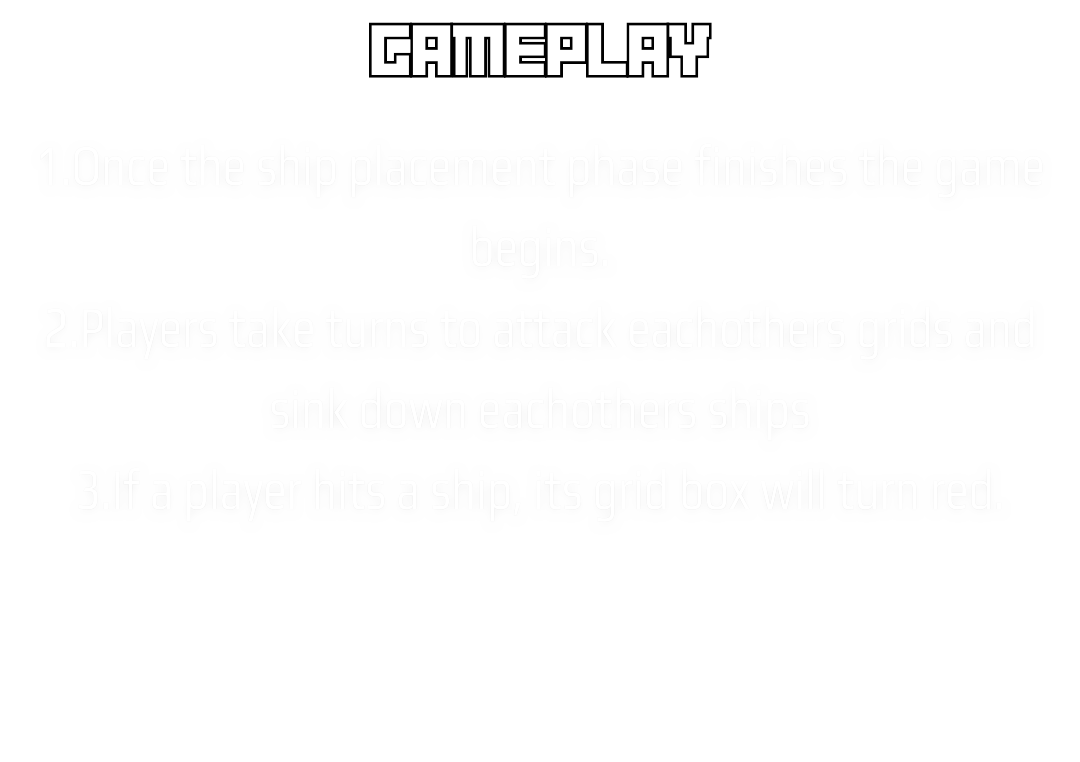 GAMEPLAY
1.Once the ship placement phase finishes the game
begins.
2.Players take turns to attack eachothers grids and
sink down eachothers ships.
3.If a player hits a ship, its grid box will turn red.